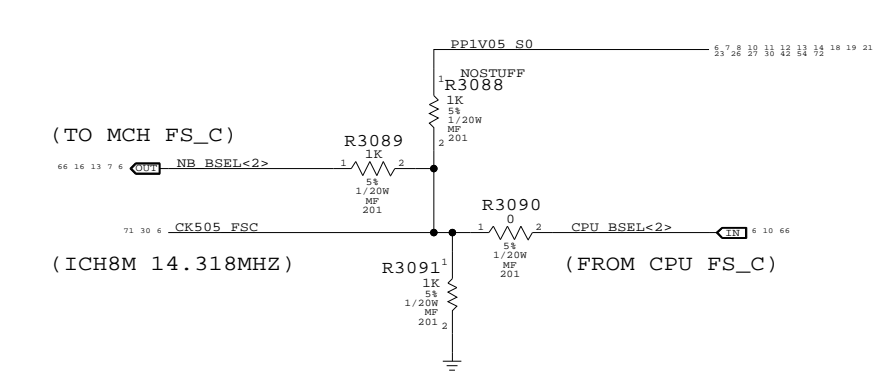 PP1V05_S0
6 7 8 10 11 12 13 14 18 19 21
23 26 27 30 42 54 72
NOSTUFF
1
R3088
1K
5%
1/20W
MF
201
2
(TO MCH FS_C)
R3089
1K
66 16 13 7 6 OUT NB_BSEL<2> 1 2
5%
1/20W
MF
201
R3090
0
71 30 6 CK505_FSC 1 2 CPU_BSEL<2> IN 6 10 66
5%
1/20W
MF
201
(ICH8M 14.318MHZ)
(FROM CPU FS_C)
R3091
1
1K
5%
1/20W
MF
201
2